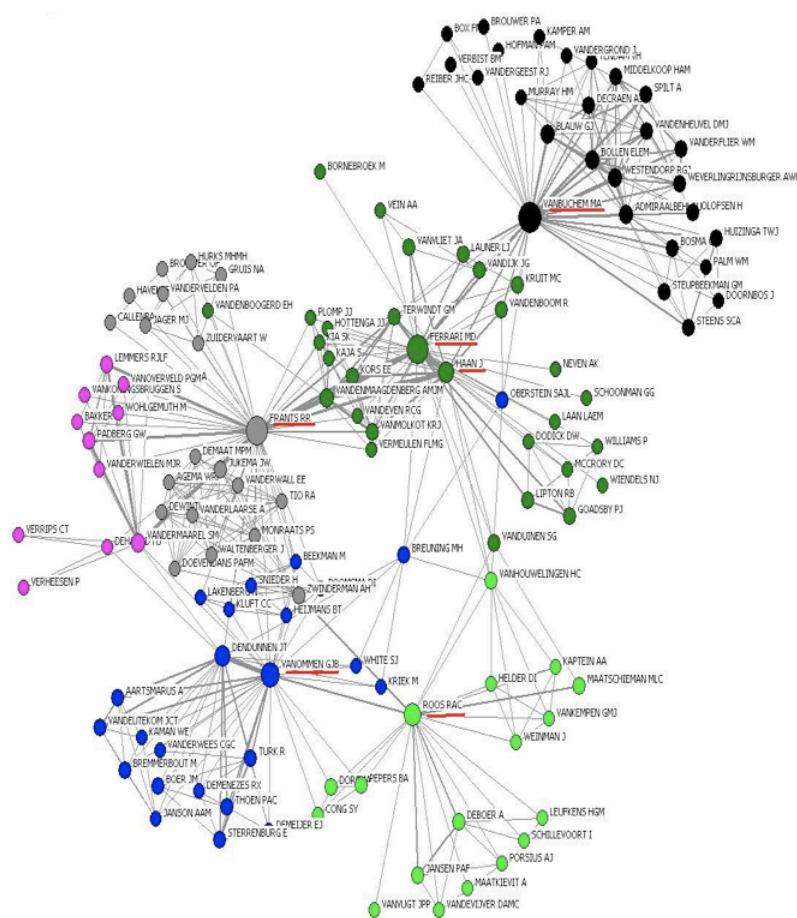 BROUWER PA
KAMPER AM
VANDERGROND J
VERBIST BM
VANDERGEEST RJ
REIBER JHC
MIDDELKOOP HAM
MURRAY HM
SPILT A
BLAUW GJ
VANDENHEUVEL DMJ
VANDERFLIER WM
BOLLEN ELEM
WESTENDORP RGJ
WEVERLINGRIJNSBURGER AWE
BORNEBROEK M
VEIN AA
VANBUCHEM MA
OLOFSEN H
HUIZINGA TWJ
PALM WM
STEUPBEEKMAN GM
DOORNBOS J
STEENS SCA
VANVLIET JA
LAUNER LJ
VANDIJK JG
KRUIT MC
VANDENBOOM R
HURKS MHMH
GRUIS NA
VANDERVELDEN PA
VANDENBOOGERD EH
JAGER MJ
ZUIDERVAART W
PLOMP JJ
HOTTENGA JJ
TERWINDT GM
KIA SK
KAJA S
FERRARI MD
HAAN J
KORS EE
VANDENMAAGDENBERG AMJM
NEVEN AK
OBERSTEIN SAJL
SCHOONMAN GG
LEMMERS RJLF
VANOVERVELD PGM
WOHLGEMUTH M
PADBERG GW
VANDERWIELEN MJR
FRANTS RR
VANDEVEN RCG
VANMOLKOT KRJ
VERMEULEN FLMG
LAAN LAEM
DODICK DW
WILLIAMS P
MCCRORY DC
WIENDELS NJ
LIPTON RB
GOADSBY PJ
DEMAAT MPM
JUKEMA JW
AGEMA WR
VANDERWALL EE
TIO RA
VANDERLAARSE A
MONRAATS PS
VERRIPS CT
VANDERMAAREL SM
WALTENBERGER J
DOEVENDANS PAFM
BEEKMAN M
VERHEESEN P
SNIEDER H
ZWINDERMAN AH
LAKENBERG
KLUFT CC
HEIJMANS BT
BREUNING MH
VANDUINEN SG
VANHOUWELINGEN HC
DENDUNNEN JT
VANOMMEN GJB
WHITE SJ
KRIEK M
HELDER DI
KAPTEIN AA
MAATSCHIEMAN MLC
AARTSMARUS A
ROOS RAC
VANKEMPEN GMJ
WEINMAN J
KAMAN WE
VANDERWEES CGC
TURK R
BREMMERBOUT M
BOER JM
DEMENEZES RX
THOEN PAC
JANSON AAM
STERRENBURG E
DEMEIJER EJ
PEPERS BA
CONG SY
DEBOER A
LEUFKENS HGM
SCHILLEVOORT I
PORSIUS AJ
JANSEN PAF
MAATKIEVIT A
VANVUGT JPP
VANDEVIJVER DAMC